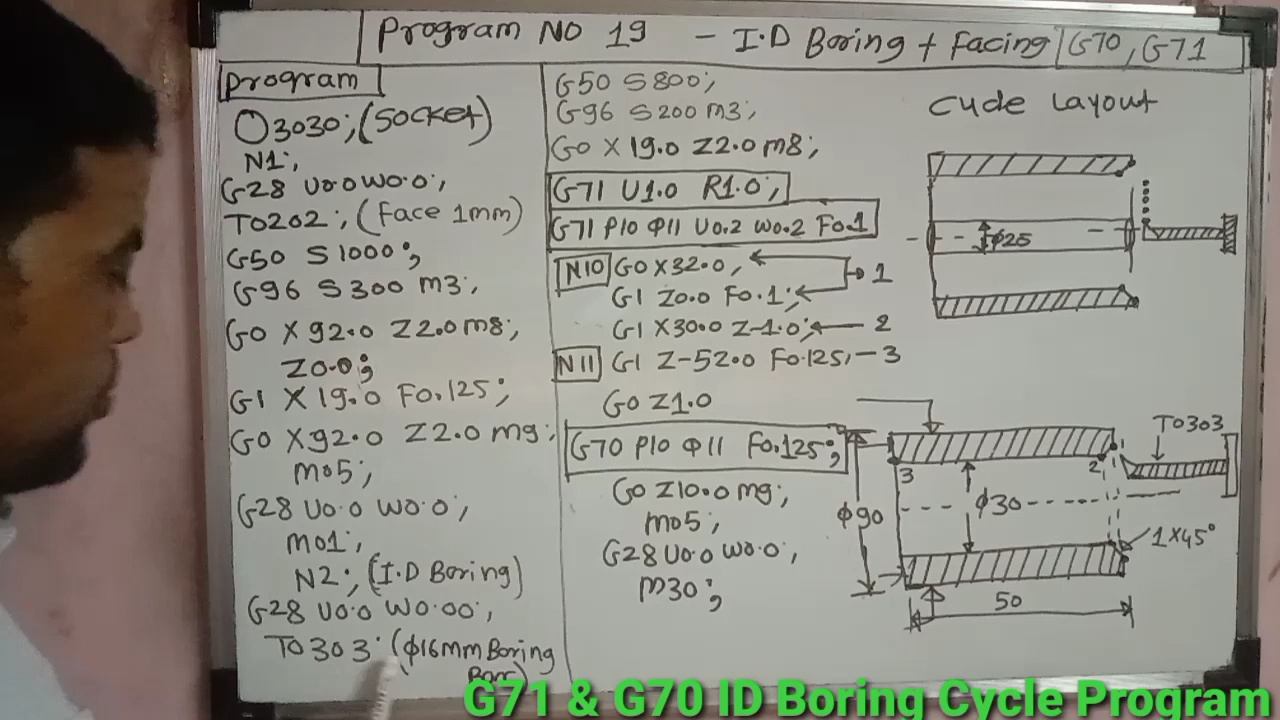 Program NO 19 - I.D Boring + Facing G70, G71
Program
O3030; (Socket)
N1;
G28 U0.0 W0.0;
T0202; (Face 1mm)
G50 S1000;
G96 S300 m3;
G0 X92.0 Z2.0 m8;
Z0.0;
G1 X19.0 F0.125;
G0 X92.0 Z2.0 m9;
m05;
G28 U0.0 W0.0;
m01;
N2; (I.D Boring)
G28 U0.0 W0.00;
T0303; (φ16mm Boring
Bar)
G50 S800;
G96 S200 m3;
G0 X19.0 Z2.0 m8;
G71 U1.0 R1.0;
G71 P10 Q11 U0.2 W0.2 F0.1
N10 G0 X32.0; 1
G1 Z0.0 F0.1;
G1 X30.0 Z-1.0; 2
N11 G1 Z-52.0 F0.125; - 3
G0 Z1.0
G70 P10 Q11 F0.125;
G0 Z10.0 m9;
m05;
G28 U0.0 W0.0;
m30;
Cycle Layout
φ25
T0303
3 2 1
φ30
φ90
1X45°
50
G71 & G70 ID Boring Cycle Program